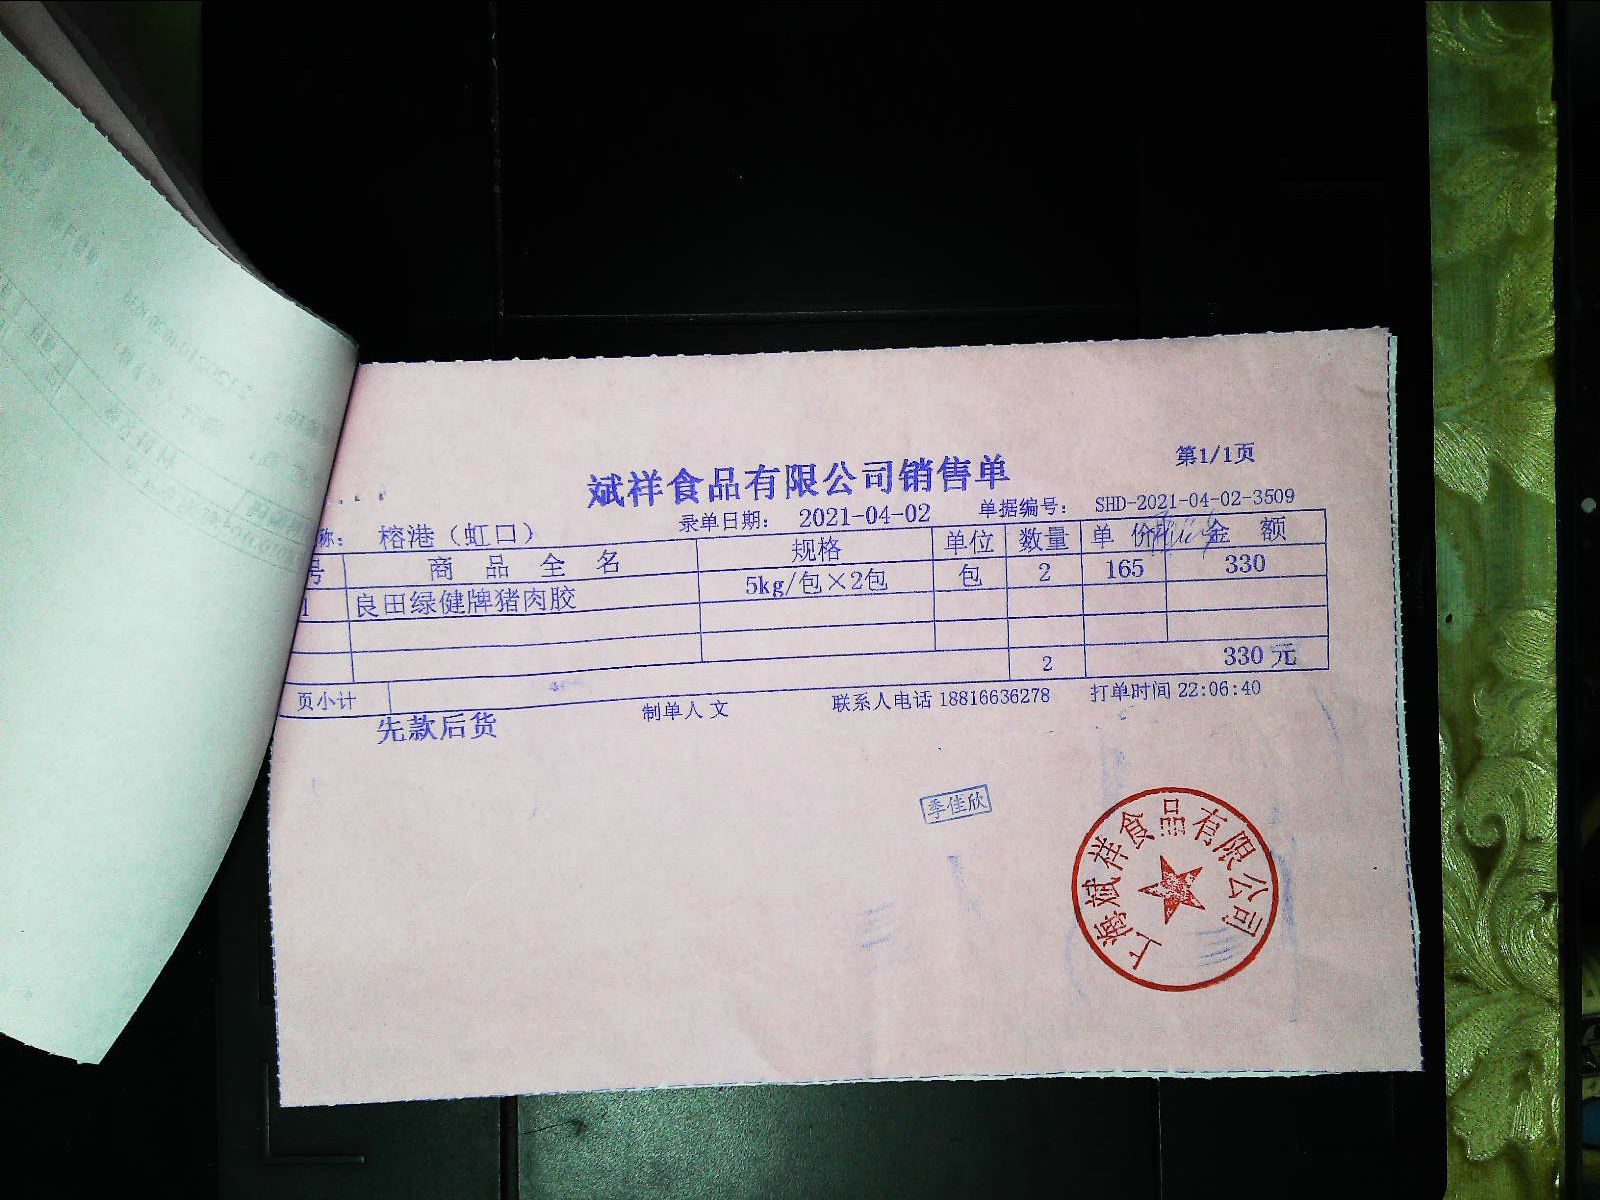 第1/1页
斌祥食品有限公司销售单
称： 榕港（虹口） 录单日期： 2021-04-02 单据编号： SHD-2021-04-02-3509
号 商品全名 规格 单位 数量 单价 金额
1 良田绿健牌猪肉胶 5kg/包×2包 包 2 165 330
2 330元
页小计
先款后货 制单人 文 联系人电话 18816636278 打单时间 22:06:40
季佳欣
上海斌祥食品有限公司